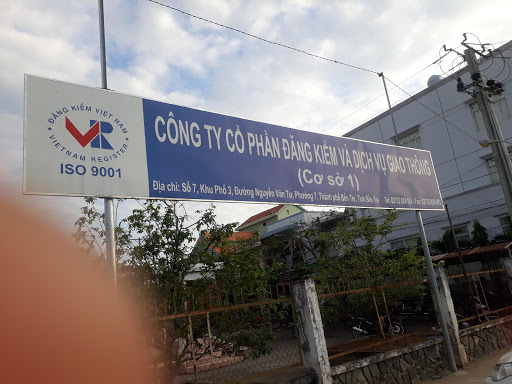 ĐĂNG KIỂM VIỆT NAM
VR
VIETNAM REGISTER
ISO 9001
CÔNG TY CỔ PHẦN ĐĂNG KIỂM VÀ DỊCH VỤ GIAO THÔNG
(Cơ sở 1)
Địa chỉ: Số 7, Khu Phố 3, Đường Nguyễn Văn Tư, Phường 7, Thành phố Bến Tre, Tỉnh Bến Tre